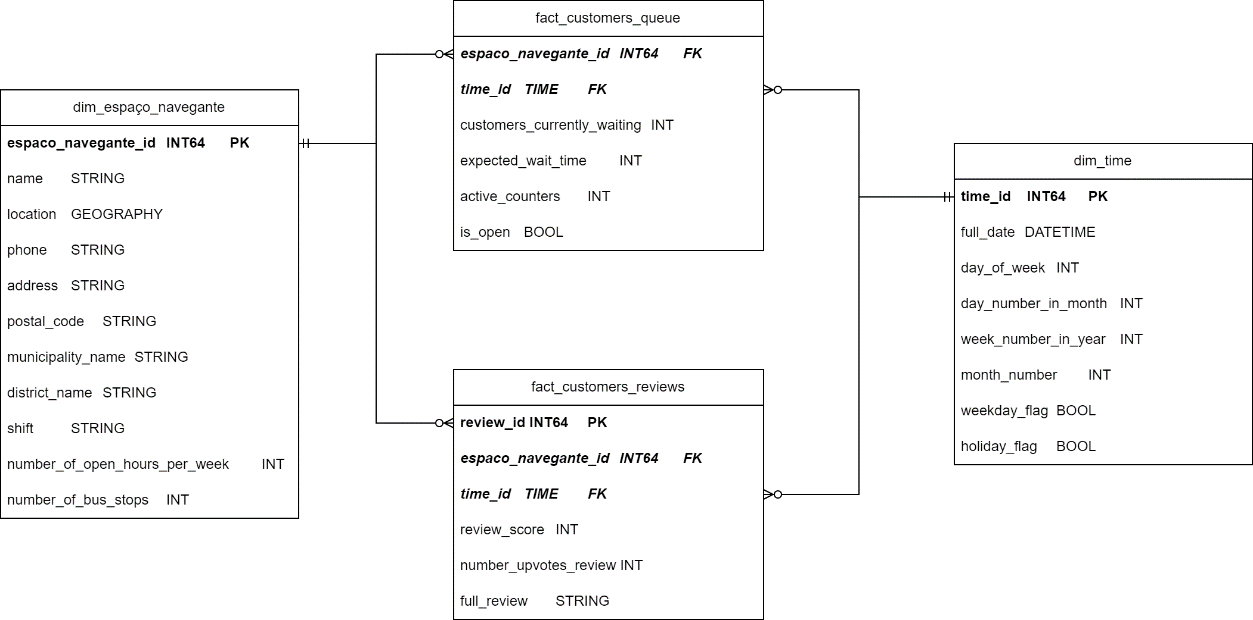 dim_espaço_navegante
espaco_navegante_id INT64 PK
name STRING
location GEOGRAPHY
phone STRING
address STRING
postal_code STRING
municipality_name STRING
district_name STRING
shift STRING
number_of_open_hours_per_week INT
number_of_bus_stops INT
fact_customers_queue
espaco_navegante_id INT64 FK
time_id TIME FK
customers_currently_waiting INT
expected_wait_time INT
active_counters INT
is_open BOOL
fact_customers_reviews
review_id INT64 PK
espaco_navegante_id INT64 FK
time_id TIME FK
review_score INT
number_upvotes_review INT
full_review STRING
dim_time
time_id INT64 PK
full_date DATETIME
day_of_week INT
day_number_in_month INT
week_number_in_year INT
month_number INT
weekday_flag BOOL
holiday_flag BOOL